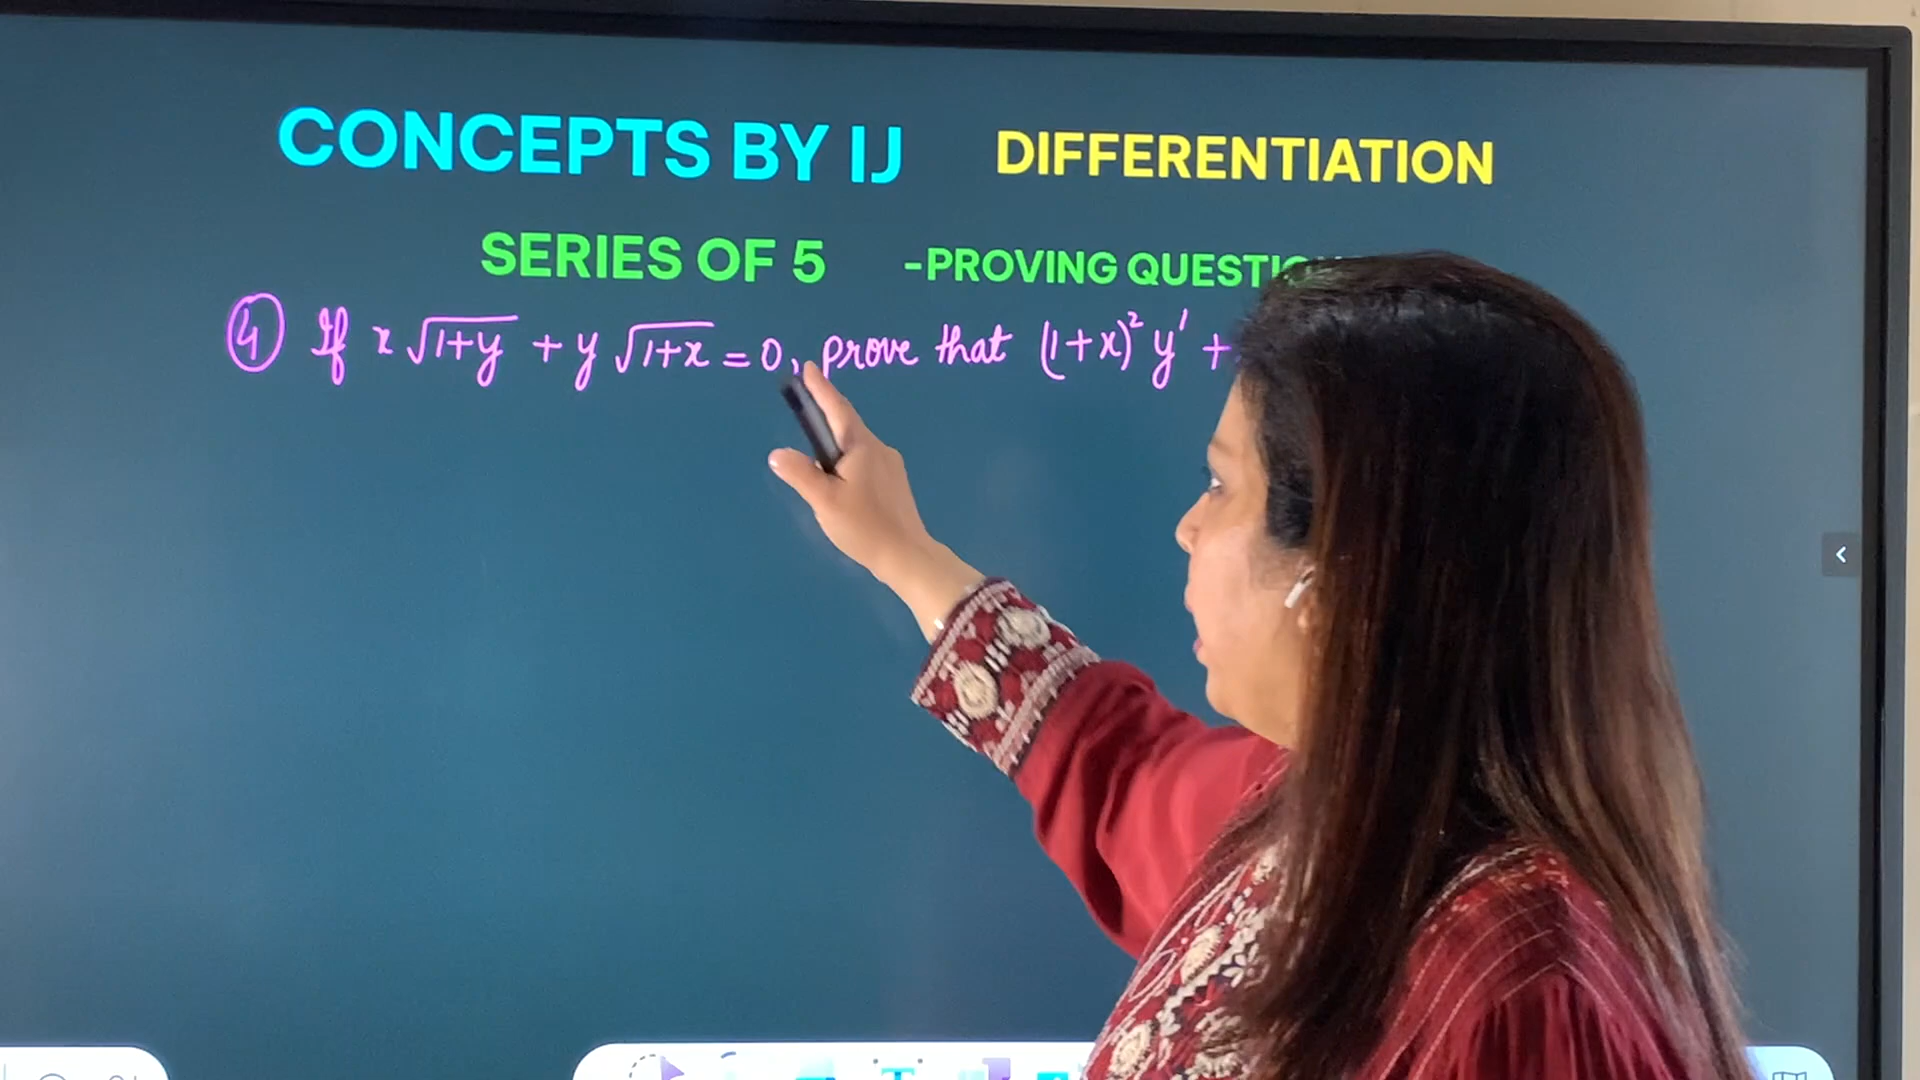 CONCEPTS BY IJ DIFFERENTIATION
SERIES OF 5 -PROVING
④ If x √1+y + y √1+x = 0, prove that (1+x)² y' +